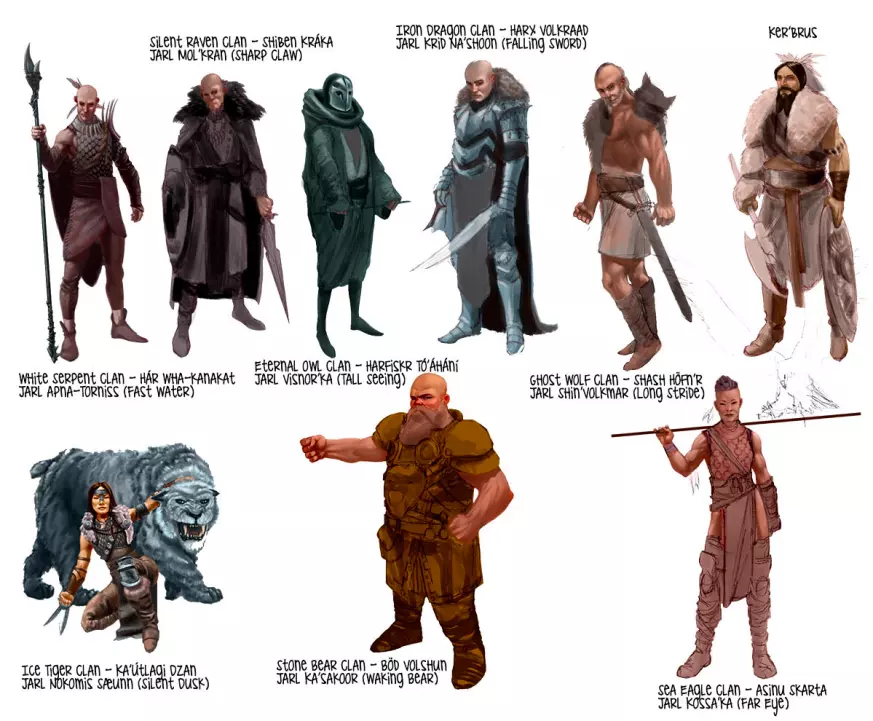 Silent Raven Clan – Shiben Kráka
Jarl Mol'Kran (Sharp Claw)
Iron Dragon Clan – Harx Volkraad
Jarl Krid Na'Shoon (Falling Sword)
Ker'Brus
White Serpent Clan – Hár Wha-Kanakat
Jarl Apna-Torniss (Fast Water)
Eternal Owl Clan – Harfiskr Tó'Áhání
Jarl Visnor'Ka (Tall Seeing)
Ghost Wolf Clan – Shash Höfn'r
Jarl Shin'Volkmar (Long Stride)
Ice Tiger Clan – Ka'Útlagi Dzan
Jarl Nokomis Sæunn (Silent Dusk)
Stone Bear Clan – Böd Volshun
Jarl Ka'Sakoor (Waking Bear)
Sea Eagle Clan – Asinu Skarta
Jarl Kossa'Ka (Far Eye)